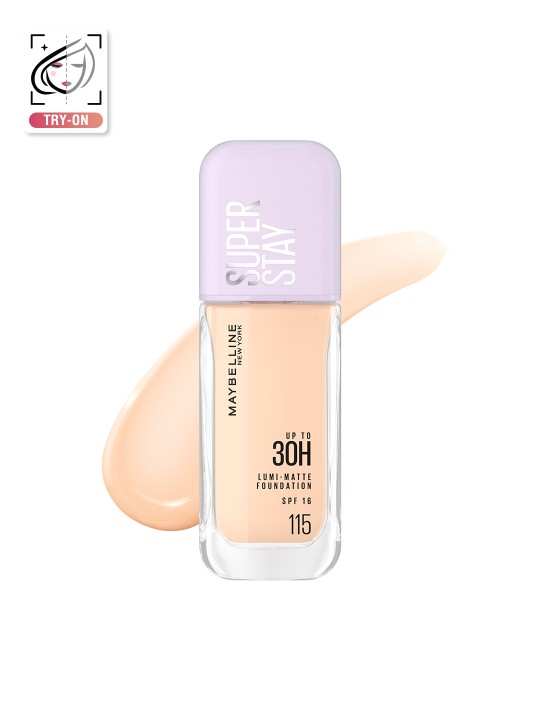 TRY-ON
SUPER
STAY
MAYBELLINE
NEW YORK
UP TO
30H
LUMI-MATTE
FOUNDATION
SPF 16
115